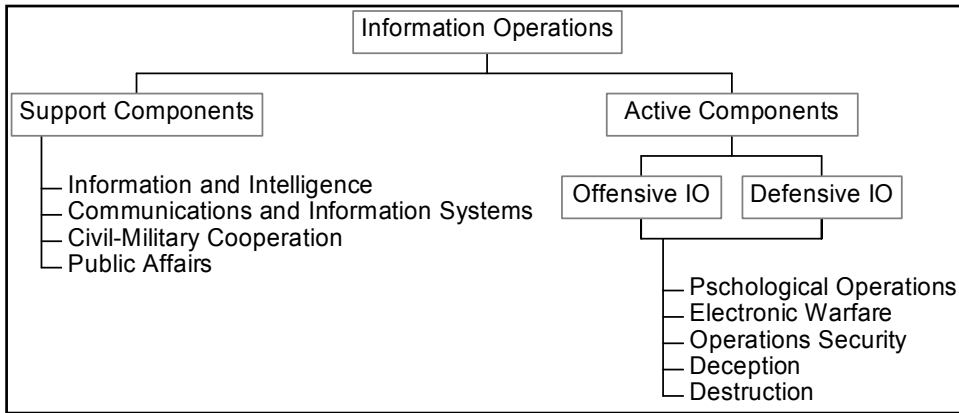 Information Operations
Support Components
Active Components
Information and Intelligence
Communications and Information Systems
Civil-Military Cooperation
Public Affairs
Offensive IO
Defensive IO
Pschological Operations
Electronic Warfare
Operations Security
Deception
Destruction